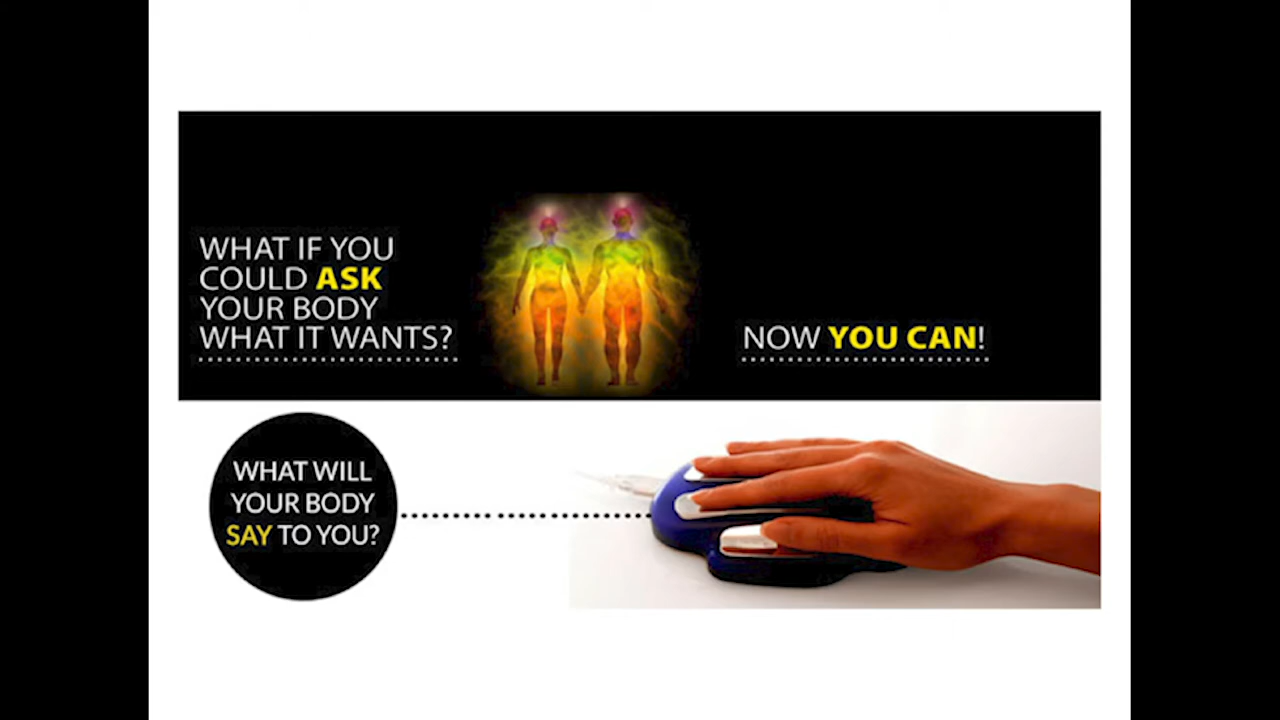 WHAT IF YOU
COULD ASK
YOUR BODY
WHAT IT WANTS?
NOW YOU CAN!
WHAT WILL
YOUR BODY
SAY TO YOU?